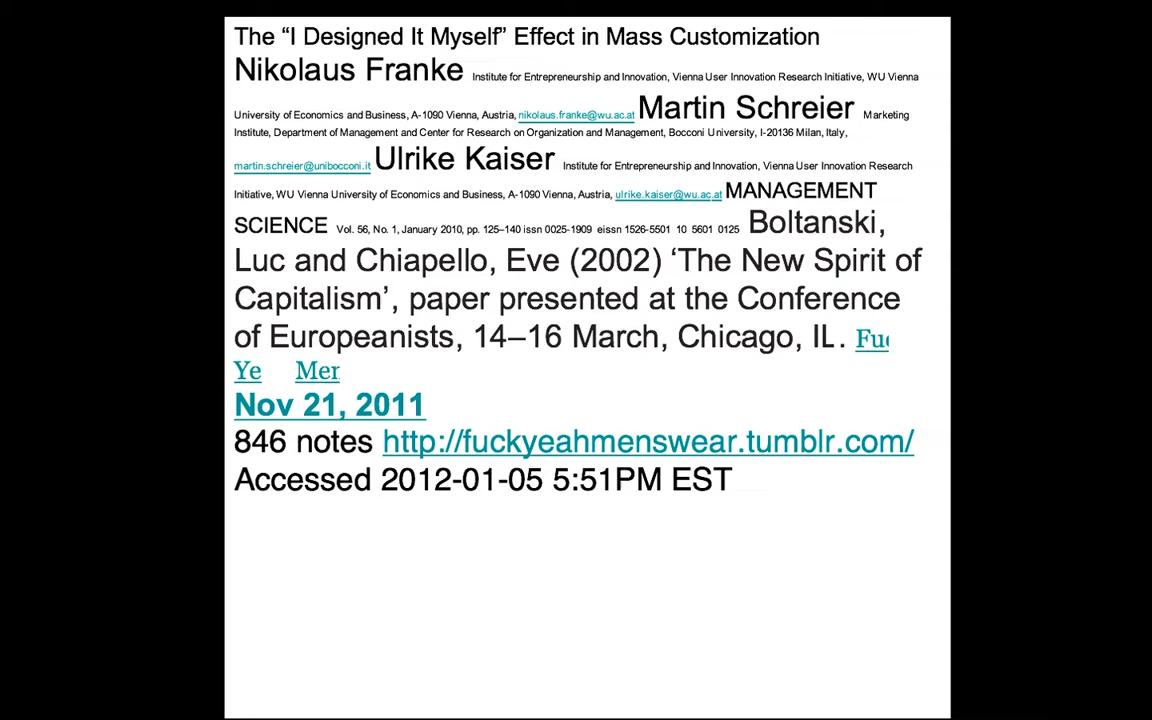 The “I Designed It Myself” Effect in Mass Customization
Nikolaus Franke Institute for Entrepreneurship and Innovation, Vienna User Innovation Research Initiative, WU Vienna
University of Economics and Business, A-1090 Vienna, Austria, nikolaus.franke@wu.ac.at Martin Schreier Marketing
Institute, Department of Management and Center for Research on Organization and Management, Bocconi University, I-20136 Milan, Italy,
martin.schreier@unibocconi.it Ulrike Kaiser Institute for Entrepreneurship and Innovation, Vienna User Innovation Research
Initiative, WU Vienna University of Economics and Business, A-1090 Vienna, Austria, ulrike.kaiser@wu.ac.at MANAGEMENT
SCIENCE Vol. 56, No. 1, January 2010, pp. 125–140 issn 0025-1909 eissn 1526-5501 10 5601 0125 Boltanski,
Luc and Chiapello, Eve (2002) ‘The New Spirit of
Capitalism’, paper presented at the Conference
of Europeanists, 14–16 March, Chicago, IL. Fuc
Ye Mer
Nov 21, 2011
846 notes http://fuckyeahmenswear.tumblr.com/
Accessed 2012-01-05 5:51PM EST